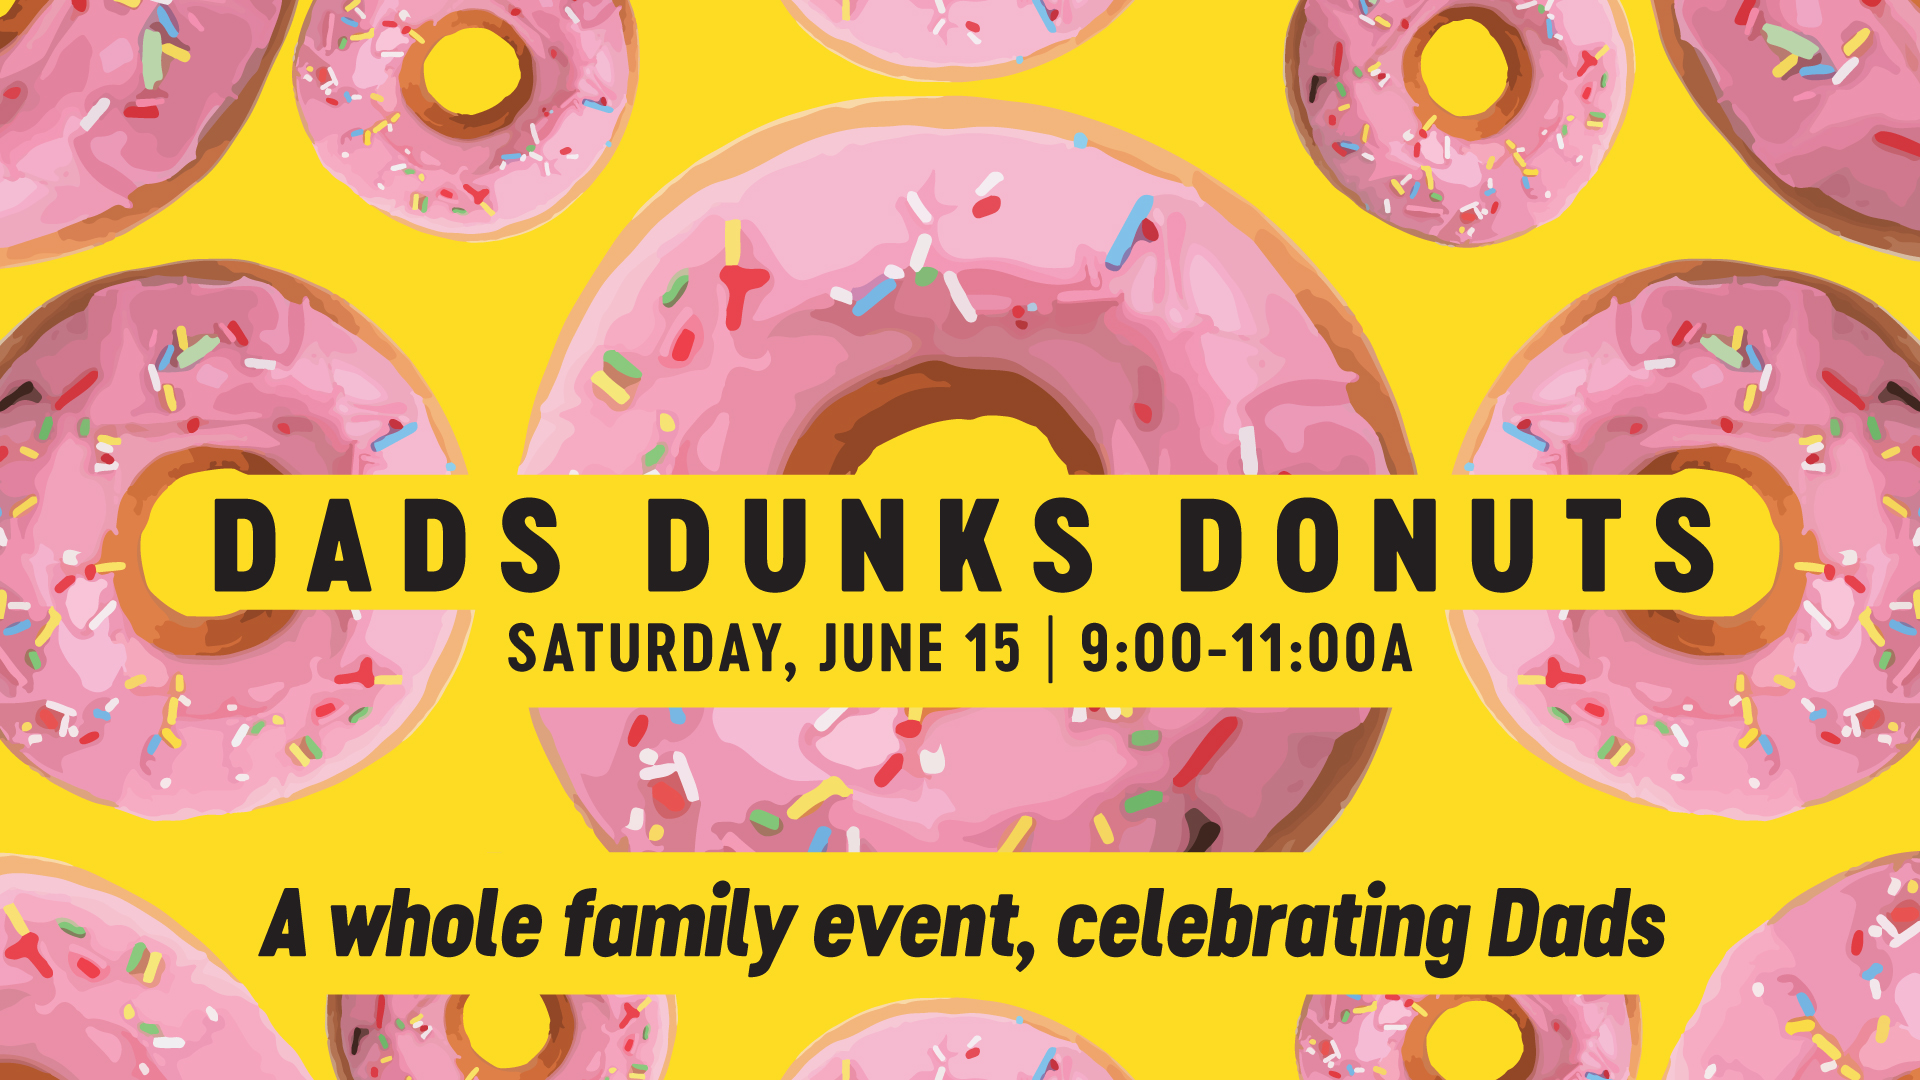 DADS DUNKS DONUTS
SATURDAY, JUNE 15 | 9:00-11:00A
A whole family event, celebrating Dads